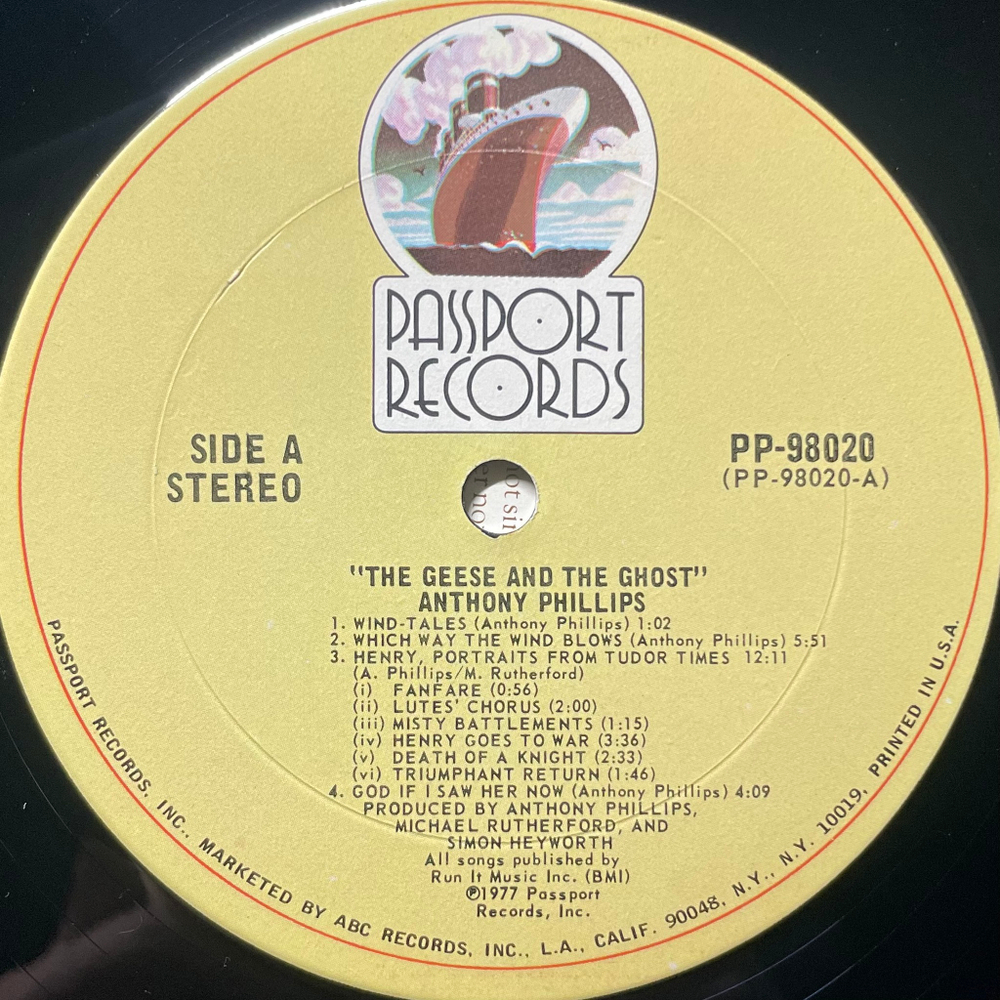 PASSPORT
RECORDS
SIDE A
STEREO
PP-98020
(PP-98020-A)
not sin
er no
"THE GEESE AND THE GHOST"
ANTHONY PHILLIPS
1. WIND-TALES (Anthony Phillips) 1:02
2. WHICH WAY THE WIND BLOWS (Anthony Phillips) 5:51
3. HENRY, PORTRAITS FROM TUDOR TIMES 12:11
(A. Phillips/M. Rutherford)
(i) FANFARE (0:56)
(ii) LUTES' CHORUS (2:00)
(iii) MISTY BATTLEMENTS (1:15)
(iv) HENRY GOES TO WAR (3:36)
(v) DEATH OF A KNIGHT (2:33)
(vi) TRIUMPHANT RETURN (1:46)
4. GOD IF I SAW HER NOW (Anthony Phillips) 4:09
PRODUCED BY ANTHONY PHILLIPS,
MICHAEL RUTHERFORD, AND
SIMON HEYWORTH
All songs published by
Run It Music Inc. (BMI)
℗1977 Passport
Records, Inc.
PASSPORT RECORDS, INC., MARKETED BY ABC RECORDS, INC., L.A., CALIF. 90048, N.Y., N.Y. 10019, PRINTED IN U.S.A.